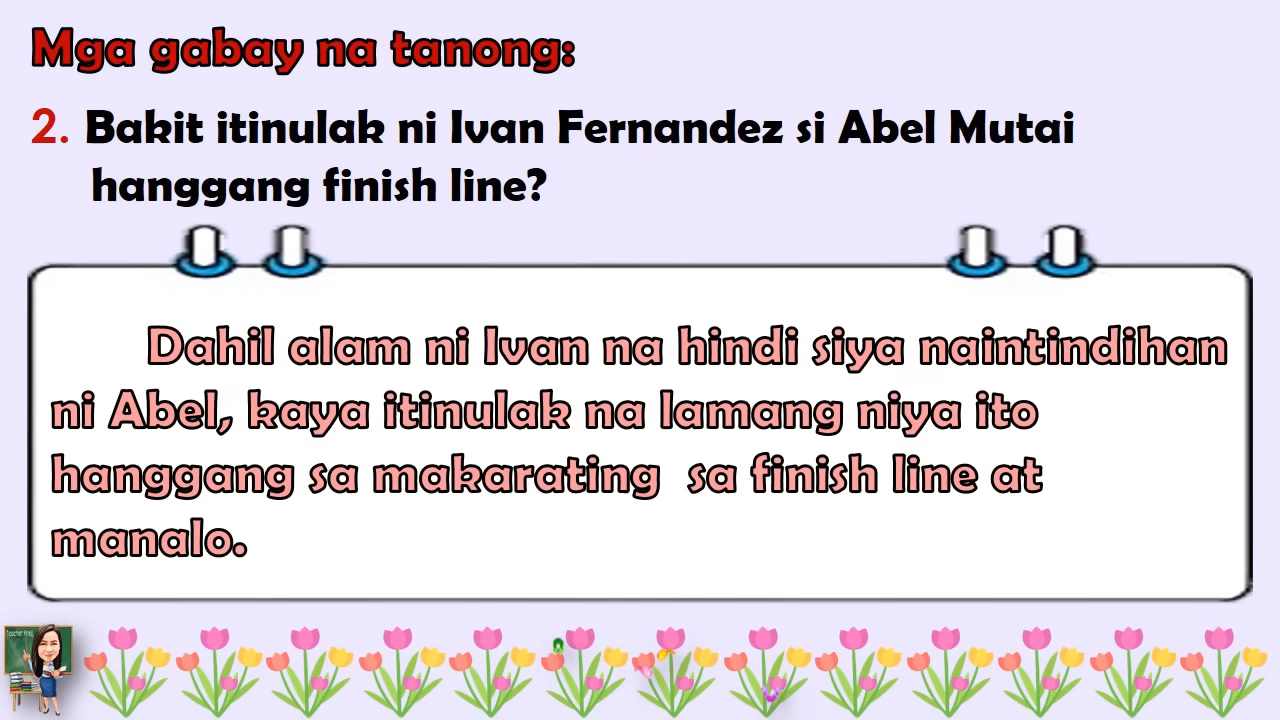 Mga gabay na tanong:
2. Bakit itinulak ni Ivan Fernandez si Abel Mutai
hanggang finish line?
Dahil alam ni Ivan na hindi siya naintindihan
ni Abel, kaya itinulak na lamang niya ito
hanggang sa makarating sa finish line at
manalo.